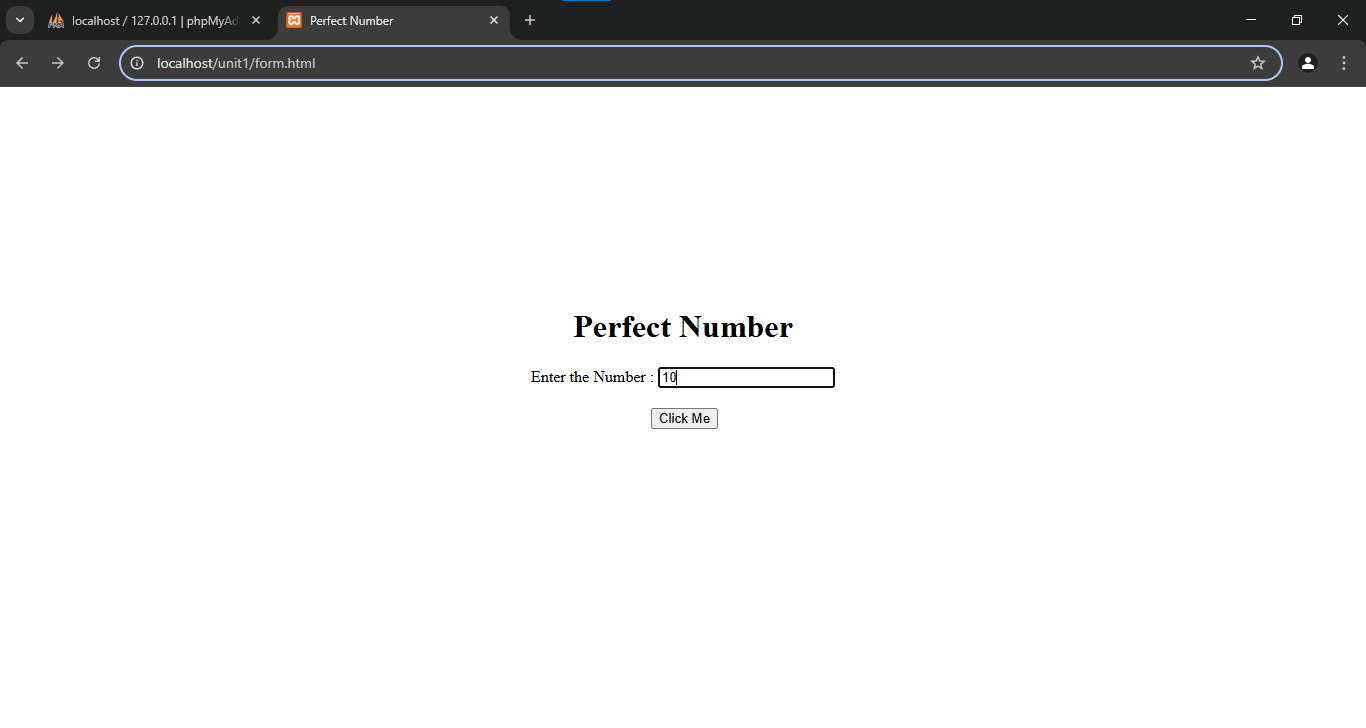 localhost / 127.0.0.1 | phpMyAd
Perfect Number
localhost/unit1/form.html
Perfect Number
Enter the Number : 10
Click Me